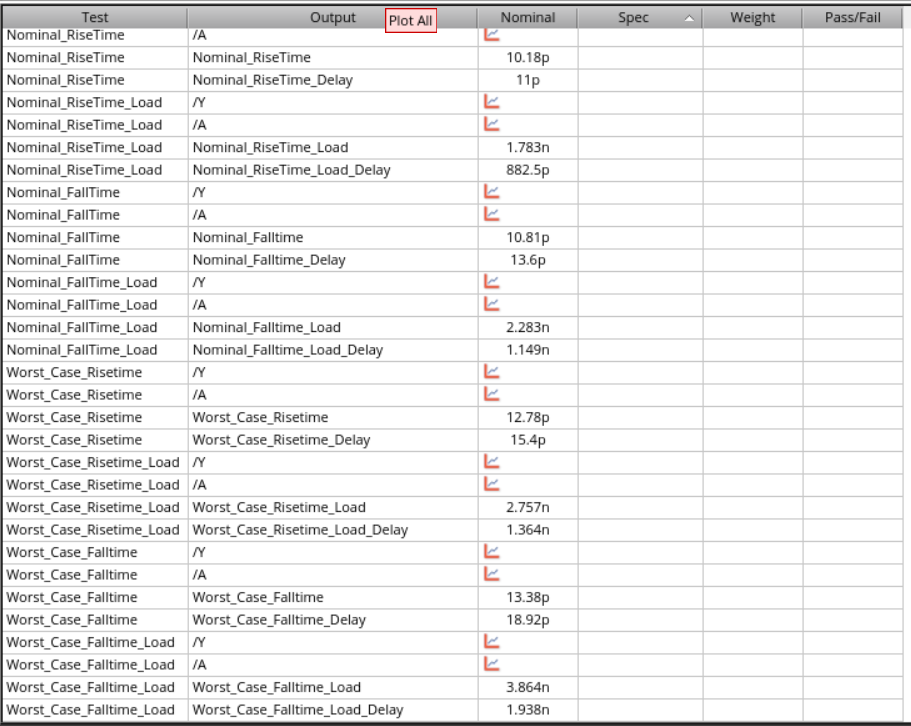 Test Output Plot All Nominal Spec Weight Pass/Fail
Nominal_RiseTime /A
Nominal_RiseTime Nominal_RiseTime 10.18p
Nominal_RiseTime Nominal_RiseTime_Delay 11p
Nominal_RiseTime_Load /Y
Nominal_RiseTime_Load /A
Nominal_RiseTime_Load Nominal_RiseTime_Load 1.783n
Nominal_RiseTime_Load Nominal_RiseTime_Load_Delay 882.5p
Nominal_FallTime /Y
Nominal_FallTime /A
Nominal_FallTime Nominal_Falltime 10.81p
Nominal_FallTime Nominal_Falltime_Delay 13.6p
Nominal_FallTime_Load /Y
Nominal_FallTime_Load /A
Nominal_FallTime_Load Nominal_Falltime_Load 2.283n
Nominal_FallTime_Load Nominal_Falltime_Load_Delay 1.149n
Worst_Case_Risetime /Y
Worst_Case_Risetime /A
Worst_Case_Risetime Worst_Case_Risetime 12.78p
Worst_Case_Risetime Worst_Case_Risetime_Delay 15.4p
Worst_Case_Risetime_Load /Y
Worst_Case_Risetime_Load /A
Worst_Case_Risetime_Load Worst_Case_Risetime_Load 2.757n
Worst_Case_Risetime_Load Worst_Case_Risetime_Load_Delay 1.364n
Worst_Case_Falltime /Y
Worst_Case_Falltime /A
Worst_Case_Falltime Worst_Case_Falltime 13.38p
Worst_Case_Falltime Worst_Case_Falltime_Delay 18.92p
Worst_Case_Falltime_Load /Y
Worst_Case_Falltime_Load /A
Worst_Case_Falltime_Load Worst_Case_Falltime_Load 3.864n
Worst_Case_Falltime_Load Worst_Case_Falltime_Load_Delay 1.938n